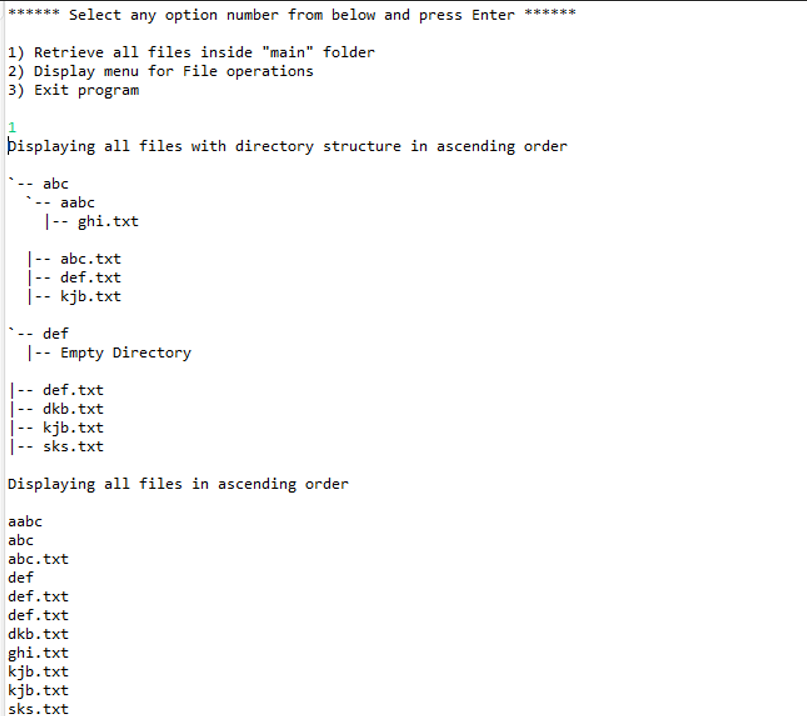 ****** Select any option number from below and press Enter ******
1) Retrieve all files inside "main" folder
2) Display menu for File operations
3) Exit program
1
Displaying all files with directory structure in ascending order
`-- abc
  `-- aabc
    |-- ghi.txt
  |-- abc.txt
  |-- def.txt
  |-- kjb.txt
`-- def
  |-- Empty Directory
|-- def.txt
|-- dkb.txt
|-- kjb.txt
|-- sks.txt
Displaying all files in ascending order
aabc
abc
abc.txt
def
def.txt
def.txt
dkb.txt
ghi.txt
kjb.txt
kjb.txt
sks.txt